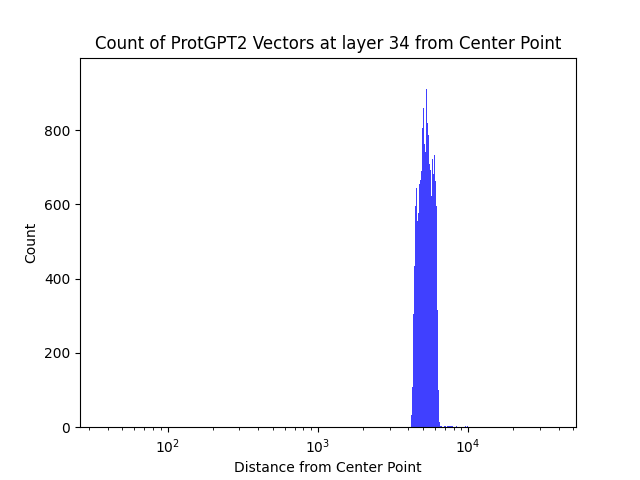 Count of ProtGPT2 Vectors at layer 34 from Center Point
Count
800
600
400
200
0
10²
10³
10⁴
Distance from Center Point